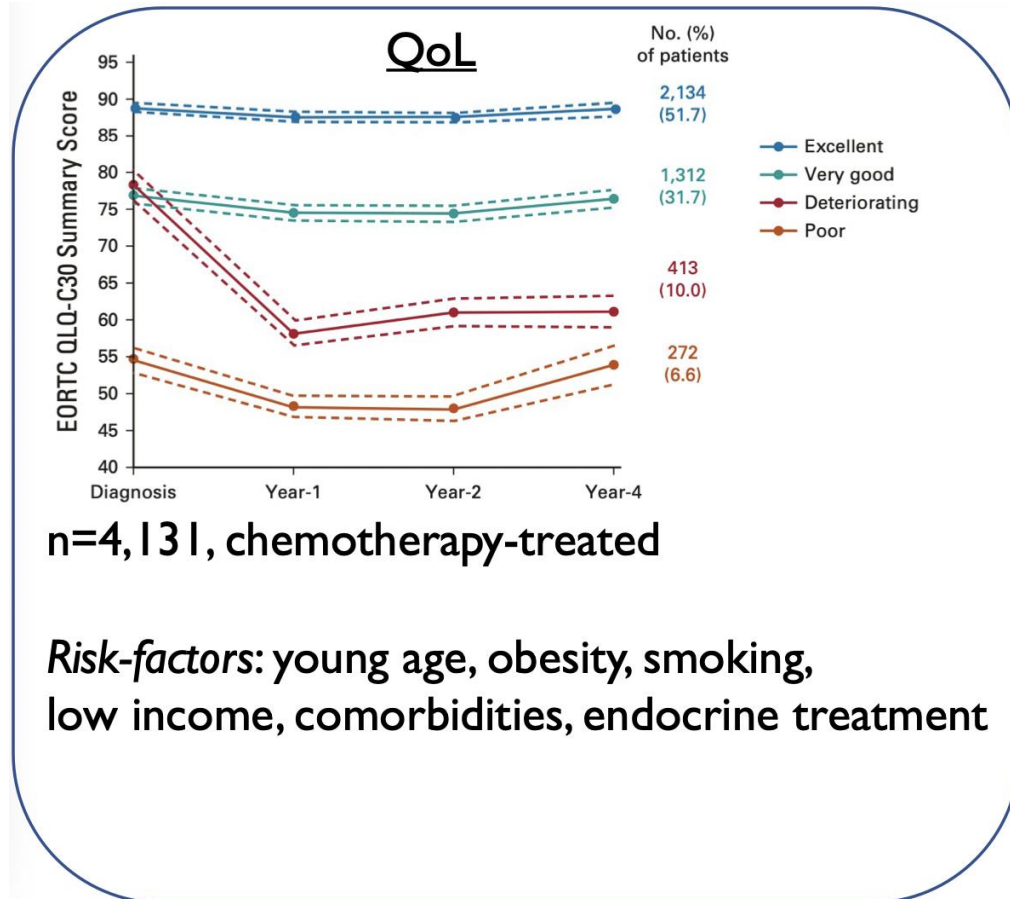 QoL
No. (%)
of patients
EORTC QLQ-C30 Summary Score
95
90
85
80
75
70
65
60
55
50
45
40
Diagnosis
Year-1
Year-2
Year-4
2,134
(51.7)
1,312
(31.7)
413
(10.0)
272
(6.6)
Excellent
Very good
Deteriorating
Poor
n=4,131, chemotherapy-treated
Risk-factors: young age, obesity, smoking,
low income, comorbidities, endocrine treatment